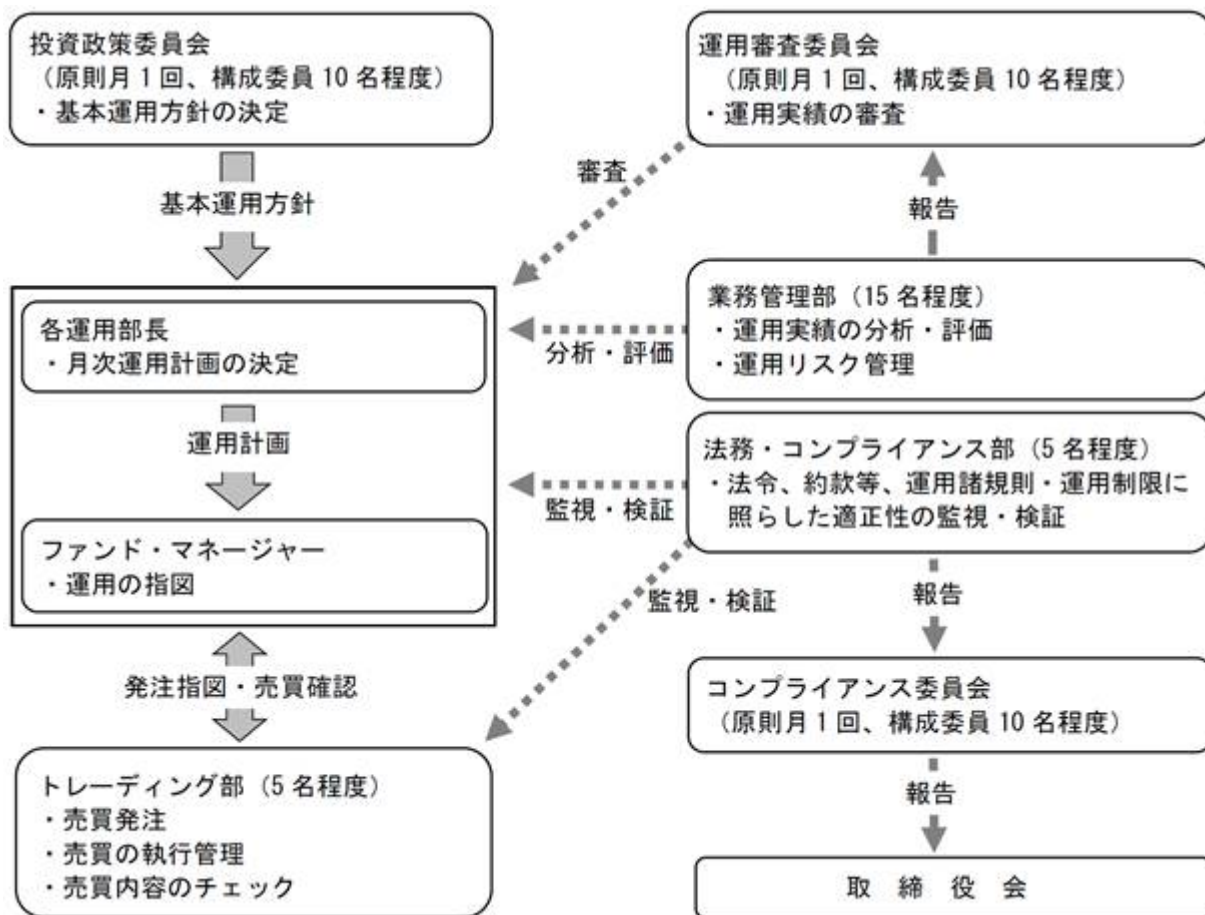 投資政策委員会
（原則月1回、構成委員10名程度）
・基本運用方針の決定
基本運用方針
各運用部長
・月次運用計画の決定
運用計画
ファンド・マネージャー
・運用の指図
発注指図・売買確認
トレーディング部（5名程度）
・売買発注
・売買の執行管理
・売買内容のチェック
運用審査委員会
（原則月1回、構成委員10名程度）
・運用実績の審査
審査
報告
業務管理部（15名程度）
・運用実績の分析・評価
・運用リスク管理
分析・評価
法務・コンプライアンス部（5名程度）
・法令、約款等、運用諸規則・運用制限に
照らした適正性の監視・検証
監視・検証
監視・検証
報告
コンプライアンス委員会
（原則月1回、構成委員10名程度）
報告
取締役会